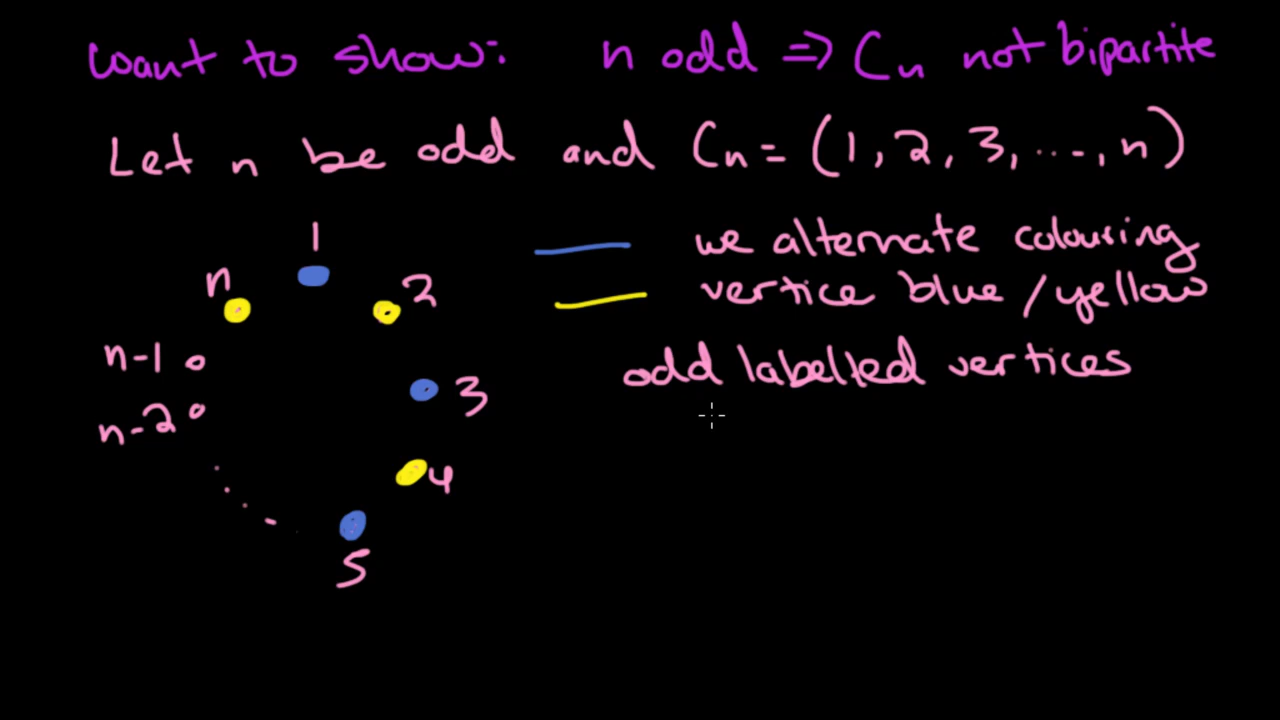 want to show: n odd => Cn not bipartite
Let n be odd and Cn = (1, 2, 3, ..., n)
we alternate colouring
vertice blue / yellow
odd labelled vertices
1
n
2
n-1
3
n-2
4
5